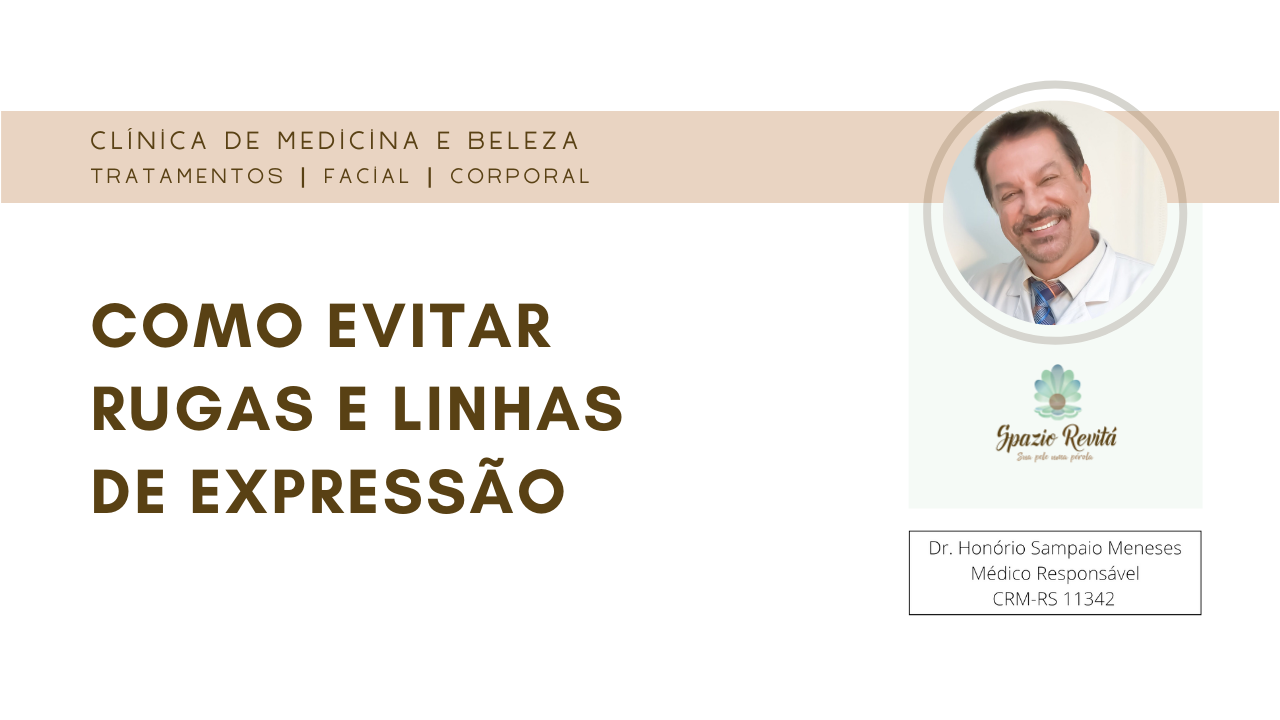 CLÍNICA DE MEDICINA E BELEZA
TRATAMENTOS | FACIAL | CORPORAL
COMO EVITAR
RUGAS E LINHAS
DE EXPRESSÃO
Spazio Revitá
Sua pele uma pérola
Dr. Honório Sampaio Meneses
Médico Responsável
CRM-RS 11342